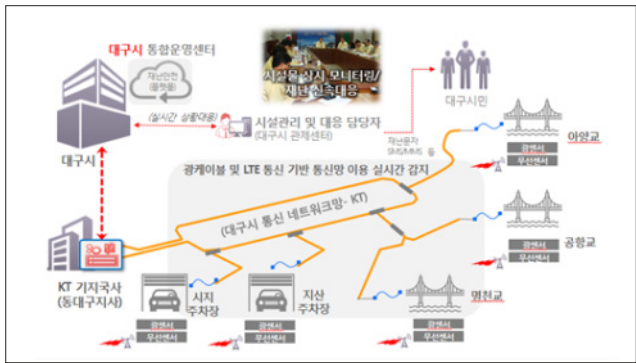 대구시 통합운영센터
재난안전
(플랫폼)
시설물 상시 모니터링/
재난 신속대응
(실시간 상황대응)
시설관리 및 대응 담당자
(대구시 관제센터)
대구시민
대구시
재난문자
SMS/MMS 등
아양교
광센서
무선센서
광케이블 및 LTE 통신 기반 통신망 이용 실시간 감지
(대구시 통신 네트워크망- KT)
공항교
광센서
무선센서
KT 기지국사
(동대구지사)
시지
주차장
광센서
무선센서
지산
주차장
광센서
무선센서
광센서
무선센서